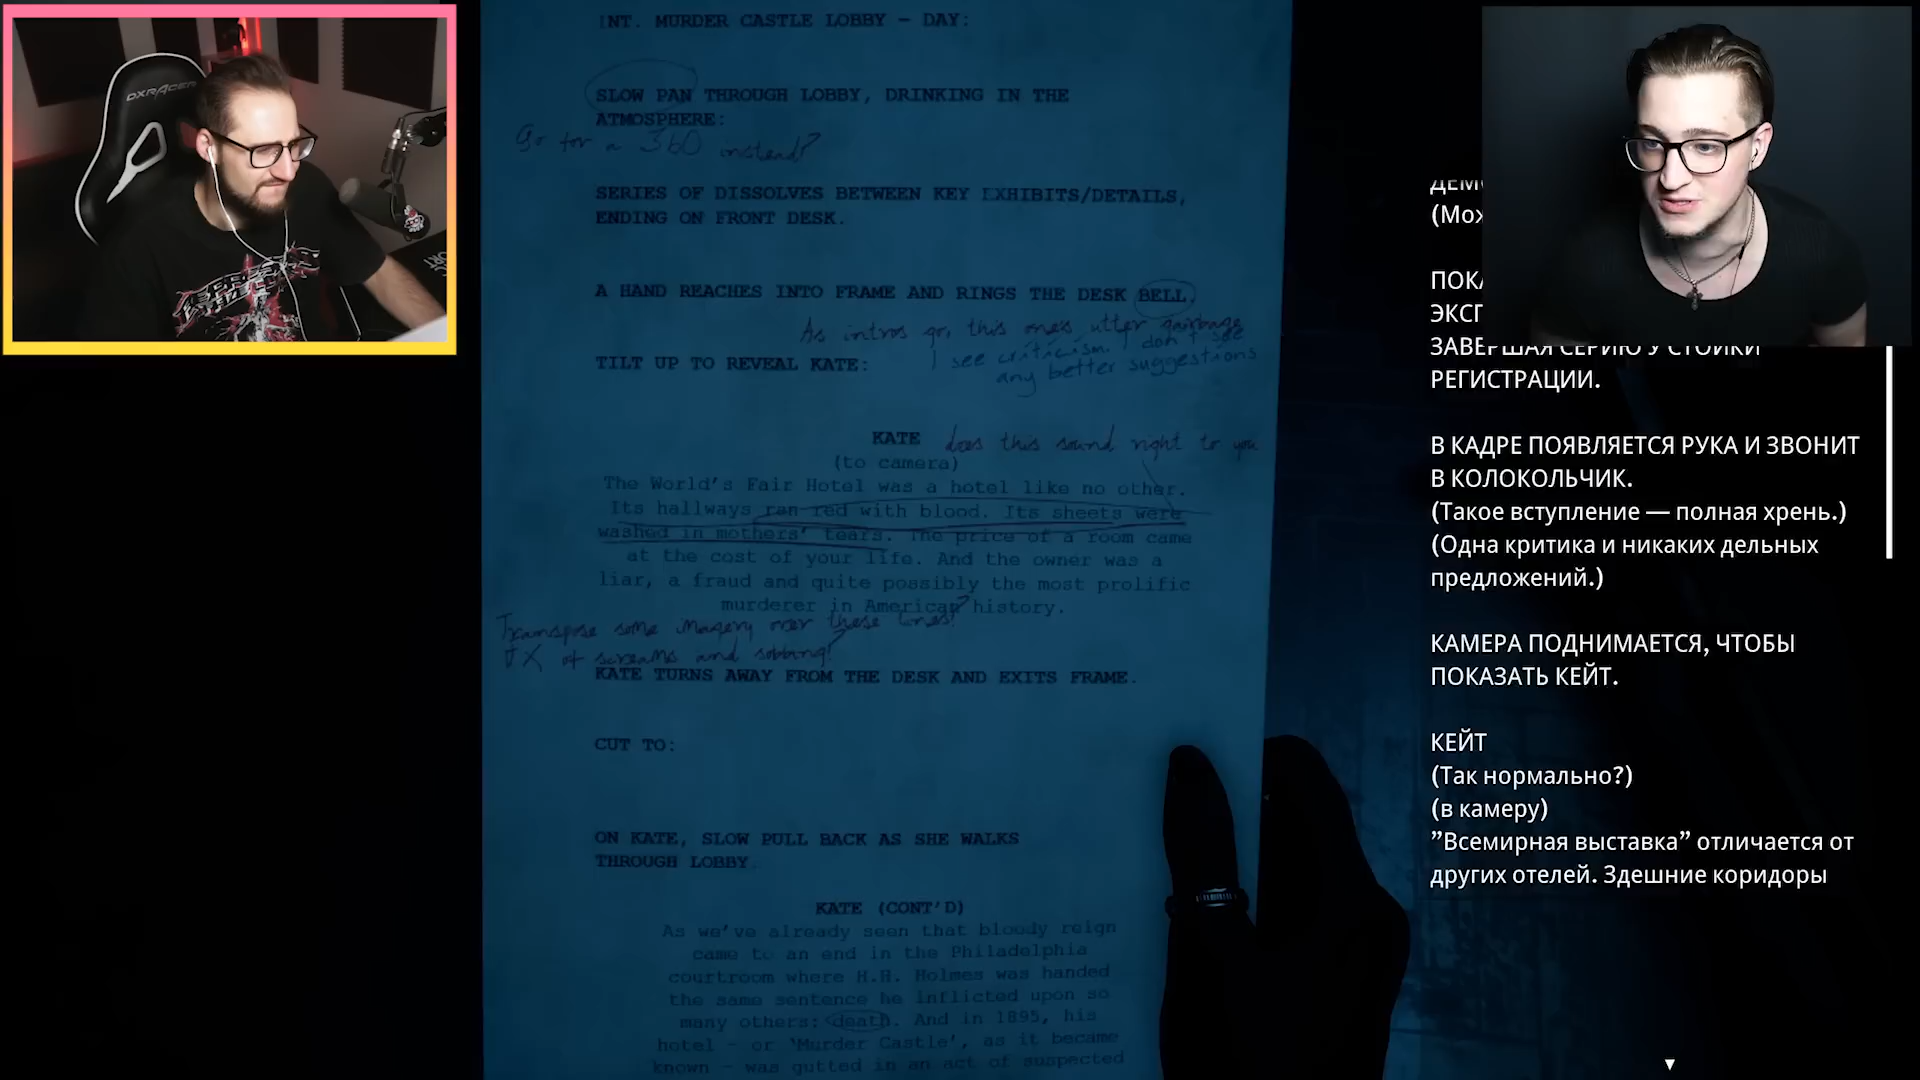 INT. MURDER CASTLE LOBBY – DAY:
SLOW PAN THROUGH LOBBY, DRINKING IN THE
ATMOSPHERE:
Go for a 360 instead?
SERIES OF DISSOLVES BETWEEN KEY EXHIBITS/DETAILS,
ENDING ON FRONT DESK.
A HAND REACHES INTO FRAME AND RINGS THE DESK BELL.
As intros go, this one's utter garbage
I see criticism. I don't see
any better suggestions
TILT UP TO REVEAL KATE:
KATE does this sound right to you
(to camera)
The World's Fair Hotel was a hotel like no other.
Its hallways ran red with blood. Its sheets were
washed in mothers' tears. The price of a room came
at the cost of your life. And the owner was a
liar, a fraud and quite possibly the most prolific
murderer in American history.
Transpose some imagery over these lines!
FX of screams and sobbing?
KATE TURNS AWAY FROM THE DESK AND EXITS FRAME.
CUT TO:
ON KATE, SLOW PULL BACK AS SHE WALKS
THROUGH LOBBY.
KATE (CONT'D)
As we've already seen that bloody reign
came to an end in the Philadelphia
courtroom where H.H. Holmes was handed
the same sentence he inflicted upon so
many others: death. And in 1895, his
hotel – or 'Murder Castle', as it became
known – was gutted in an act of suspected
DXRACER
ЗАВЕРШАЯ СЕРИЮ У СТОЙКИ
РЕГИСТРАЦИИ.
В КАДРЕ ПОЯВЛЯЕТСЯ РУКА И ЗВОНИТ
В КОЛОКОЛЬЧИК.
(Такое вступление — полная хрень.)
(Одна критика и никаких дельных
предложений.)
КАМЕРА ПОДНИМАЕТСЯ, ЧТОБЫ
ПОКАЗАТЬ КЕЙТ.
КЕЙТ
(Так нормально?)
(в камеру)
”Всемирная выставка” отличается от
других отелей. Здешние коридоры